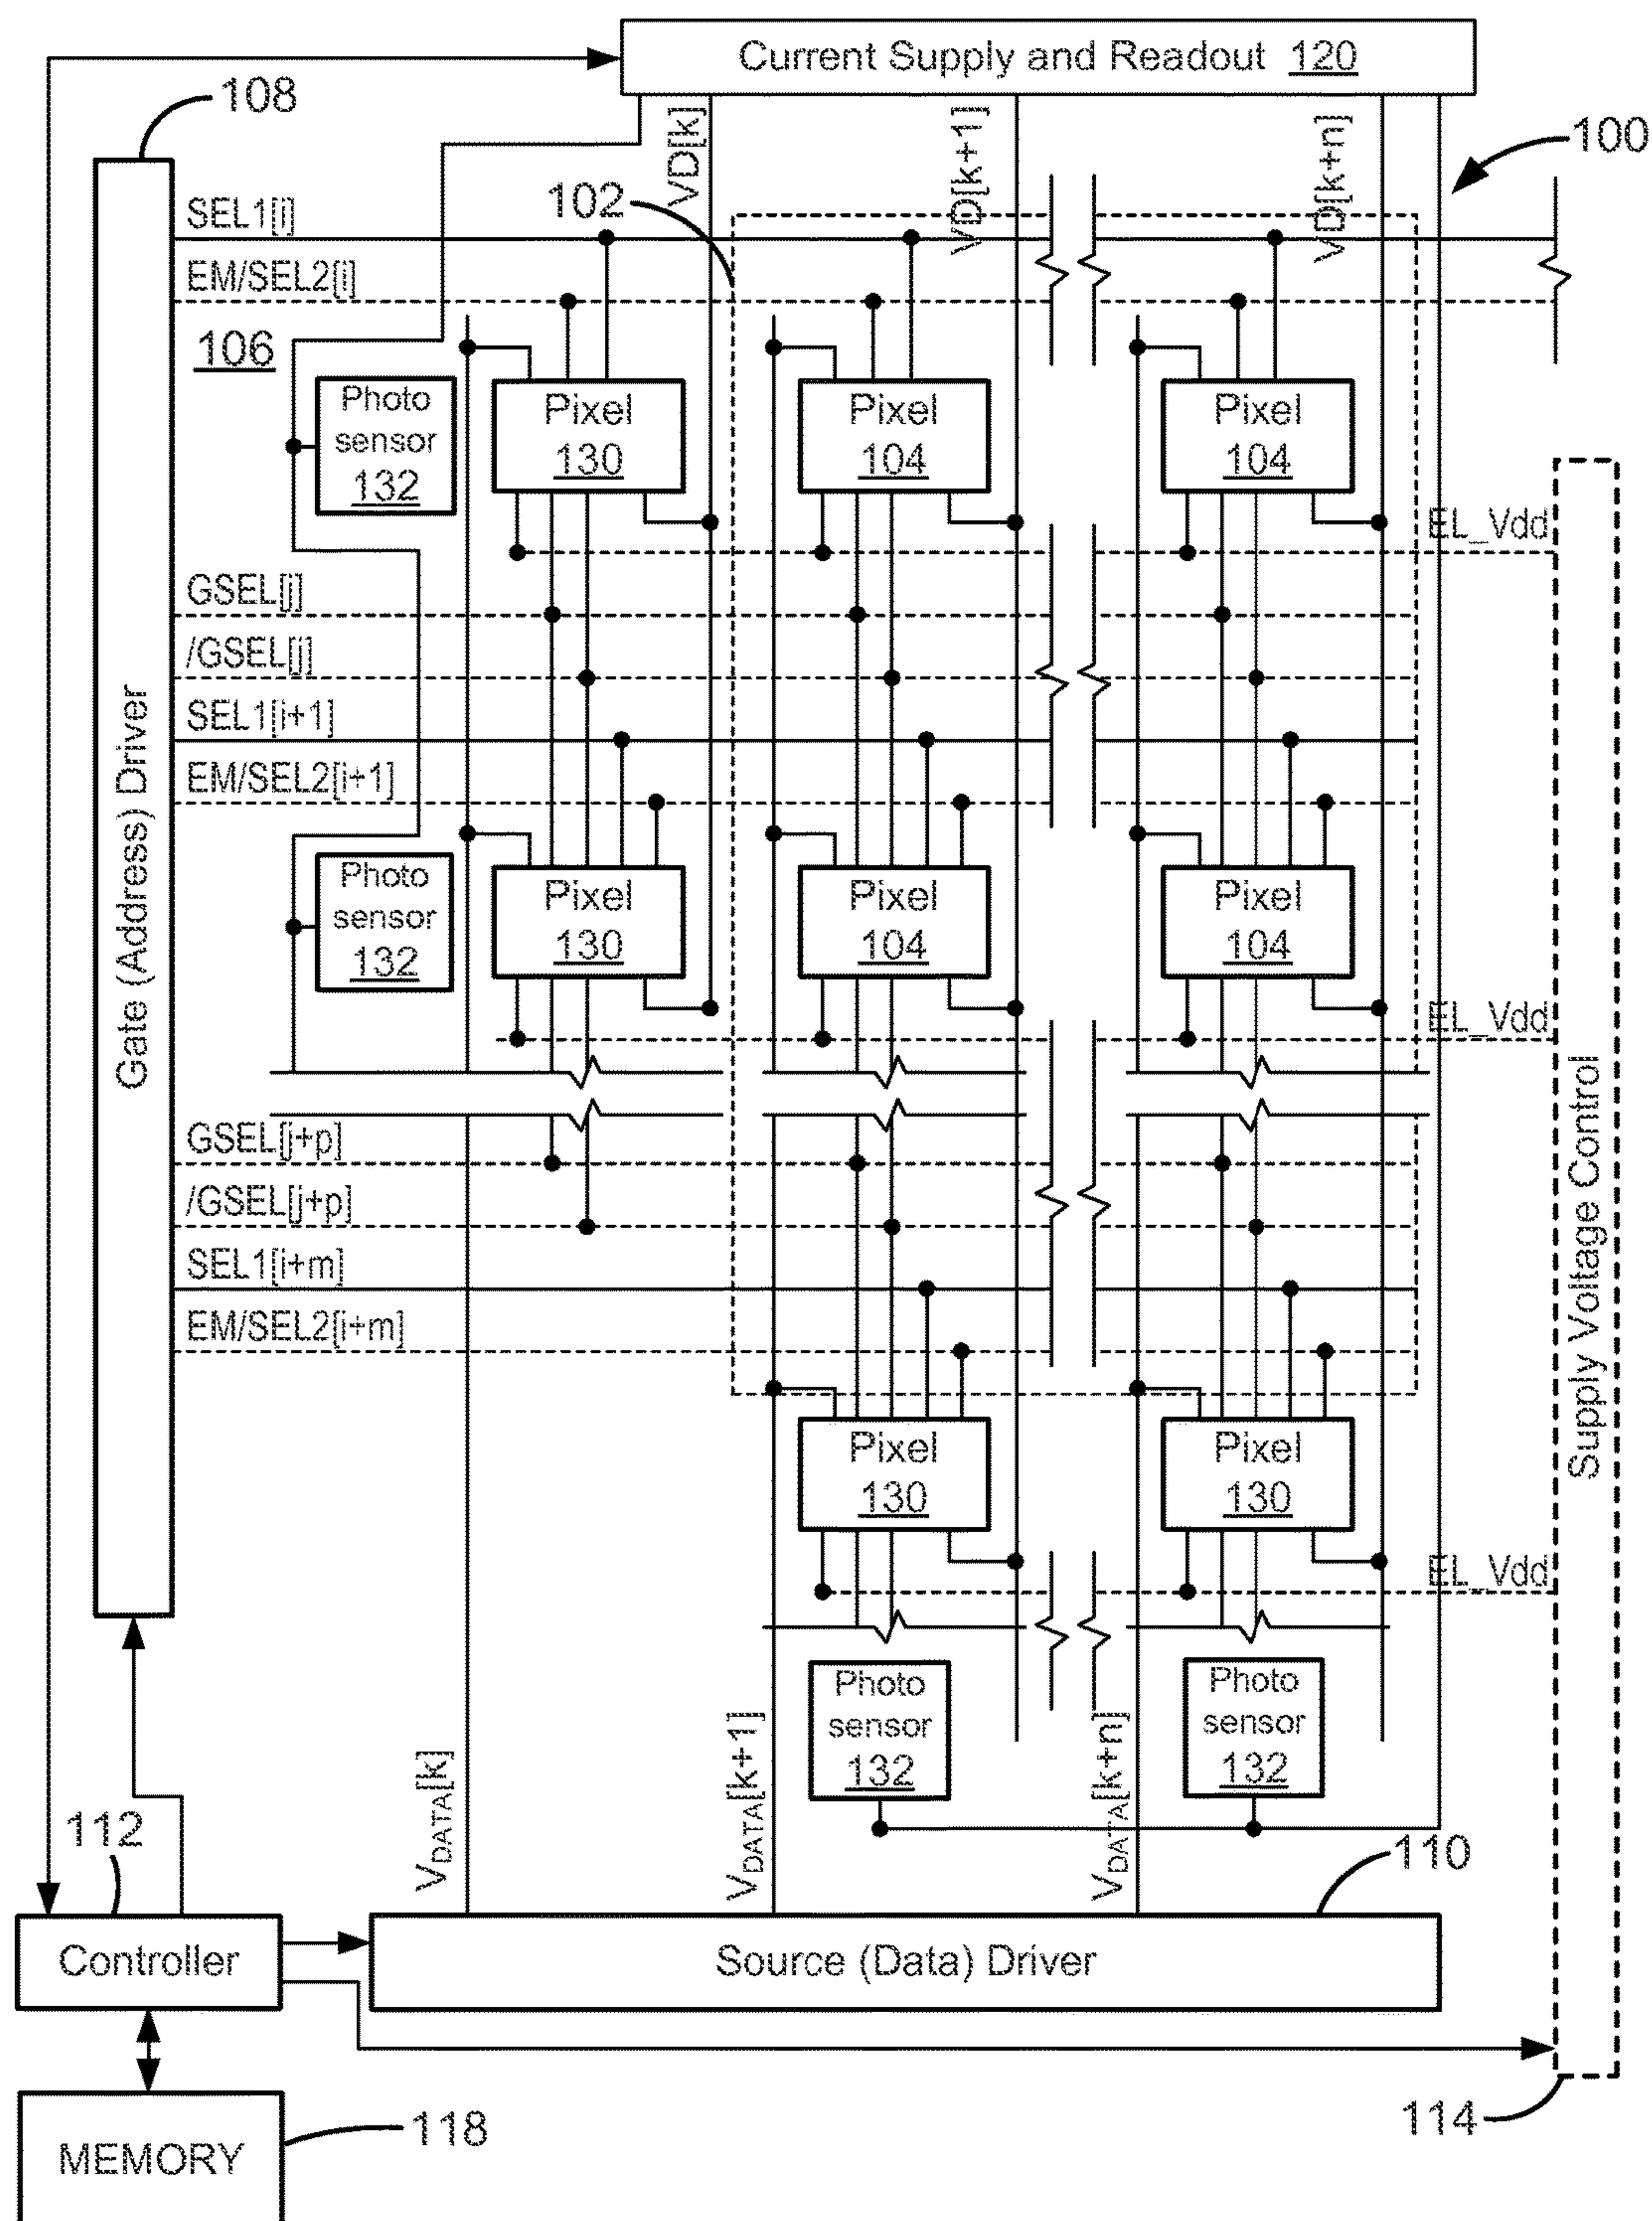 Current Supply and Readout 120
108
VD[k]
VD[k+1]
VD[k+n]
100
102
SEL1[i]
EM/SEL2[i]
106
Photo
sensor
132
Pixel
130
Pixel
104
Pixel
104
EL_Vdd
GSEL[j]
/GSEL[j]
SEL1[i+1]
EM/SEL2[i+1]
Gate (Address) Driver
Photo
sensor
132
Pixel
130
Pixel
104
Pixel
104
EL_Vdd
Supply Voltage Control
GSEL[j+p]
/GSEL[j+p]
SEL1[i+m]
EM/SEL2[i+m]
Pixel
130
Pixel
130
EL_Vdd
Photo
sensor
132
Photo
sensor
132
VDATA[k]
VDATA[k+1]
VDATA[k+n]
112
110
Controller
Source (Data) Driver
114
118
MEMORY